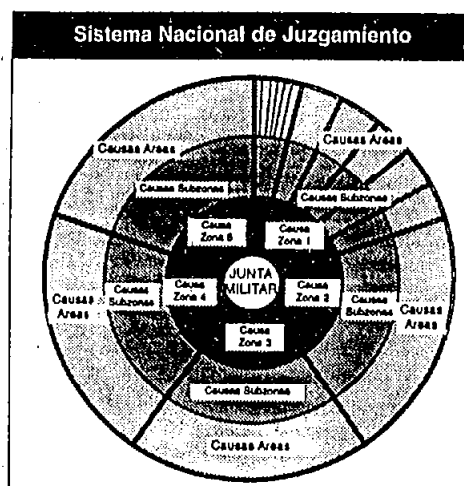 Sistema Nacional de Juzgamiento
Causas Areas
Causas Areas
Causas Subzonas
Causas Subzonas
Causa
Zona 5
Causa
Zona 1
JUNTA
MILITAR
Causa
Zona 4
Causa
Zona 2
Causas
Subzonas
Causas
Subzonas
Causas
Areas
Causas
Areas
Causa
Zona 3
Causas Subzonas
Causas Areas